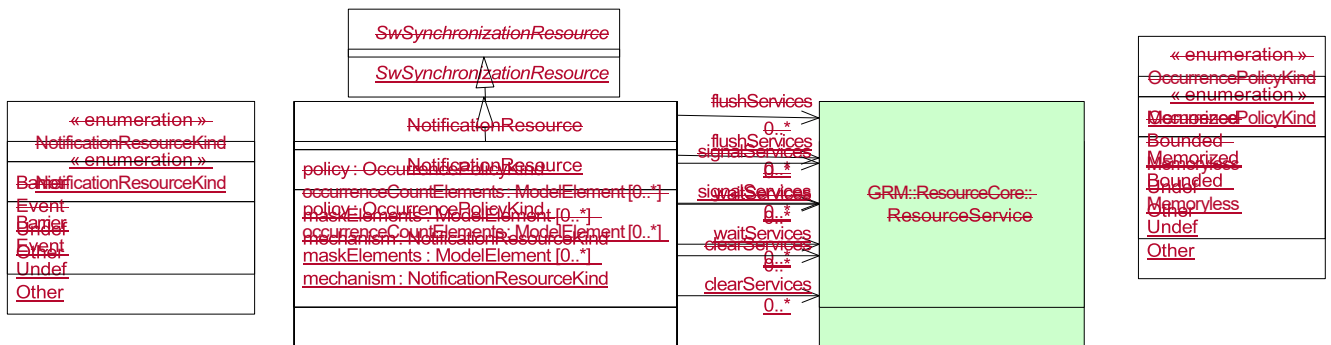 SwSynchronizationResource
SwSynchronizationResource
« enumeration »
NotificationResourceKind
« enumeration »
NotificationResourceKind
Barrier
Event
Barrier
Undef
Event
Other
Undef
Other
NotificationResource
NotificationResource
policy : OccurrencePolicyKind
occurrenceCountElements : ModelElement [0..*]
policy : OccurrencePolicyKind
maskElements : ModelElement [0..*]
occurrenceCountElements : ModelElement [0..*]
mechanism : NotificationResourceKind
maskElements : ModelElement [0..*]
mechanism : NotificationResourceKind
flushServices
0..*
flushServices
signalServices
0..*
0..*
signalServices
waitServices
0..*
0..*
waitServices
clearServices
0..*
0..*
clearServices
0..*
GRM::ResourceCore::
ResourceService
« enumeration »
OccurrencePolicyKind
« enumeration »
OccurrencePolicyKind
Memorized
Bounded
Memorized
Memoryless
Bounded
Undef
Memoryless
Other
Undef
Other